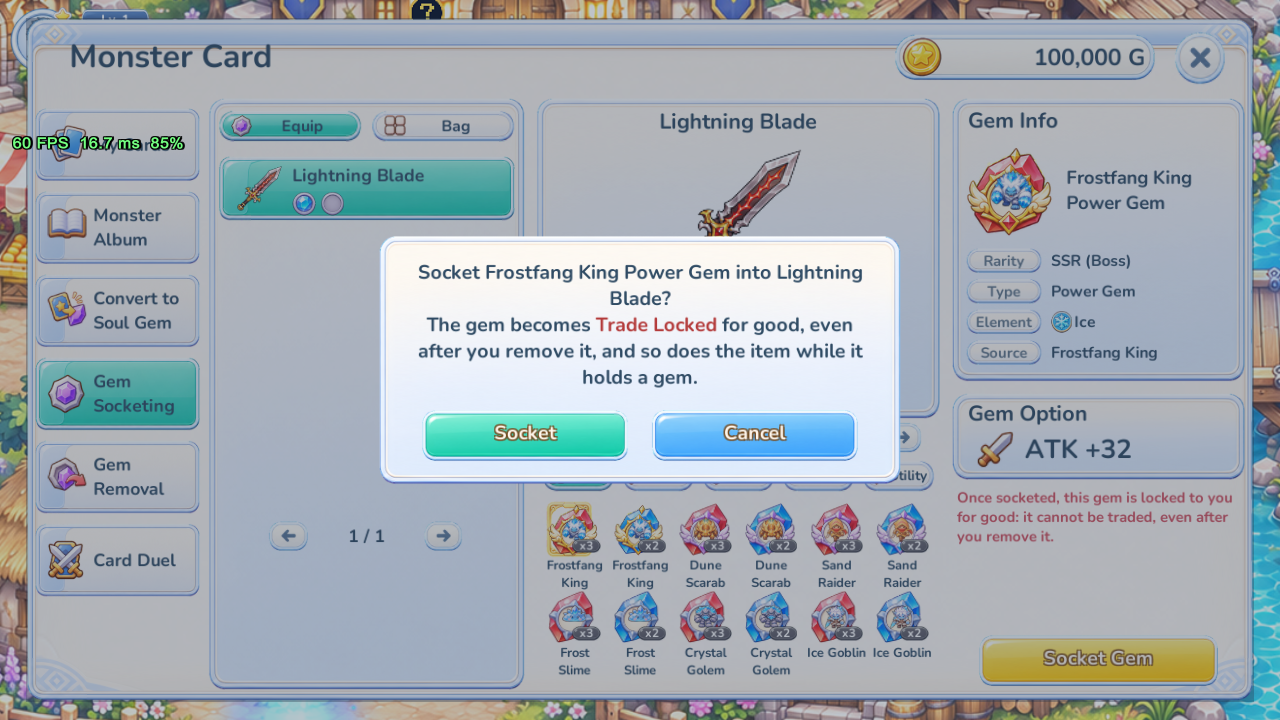 Monster Card
100,000 G
60 FPS 16.7 ms 85%
Monster
Album
Convert to
Soul Gem
Gem
Socketing
Gem
Removal
Card Duel
Equip
Bag
Lightning Blade
1 / 1
Lightning Blade
Socket Frostfang King Power Gem into Lightning
Blade?
The gem becomes Trade Locked for good, even
after you remove it, and so does the item while it
holds a gem.
Socket
Cancel
x3
x2
x3
x2
x3
x2
Frostfang
King
Frostfang
King
Dune
Scarab
Dune
Scarab
Sand
Raider
Sand
Raider
x3
x2
x3
x2
x3
x2
Frost
Slime
Frost
Slime
Crystal
Golem
Crystal
Golem
Ice Goblin
Ice Goblin
Gem Info
Frostfang King
Power Gem
Rarity
SSR (Boss)
Type
Power Gem
Element
Ice
Source
Frostfang King
Gem Option
ATK +32
Once socketed, this gem is locked to you
for good: it cannot be traded, even after
you remove it.
Socket Gem